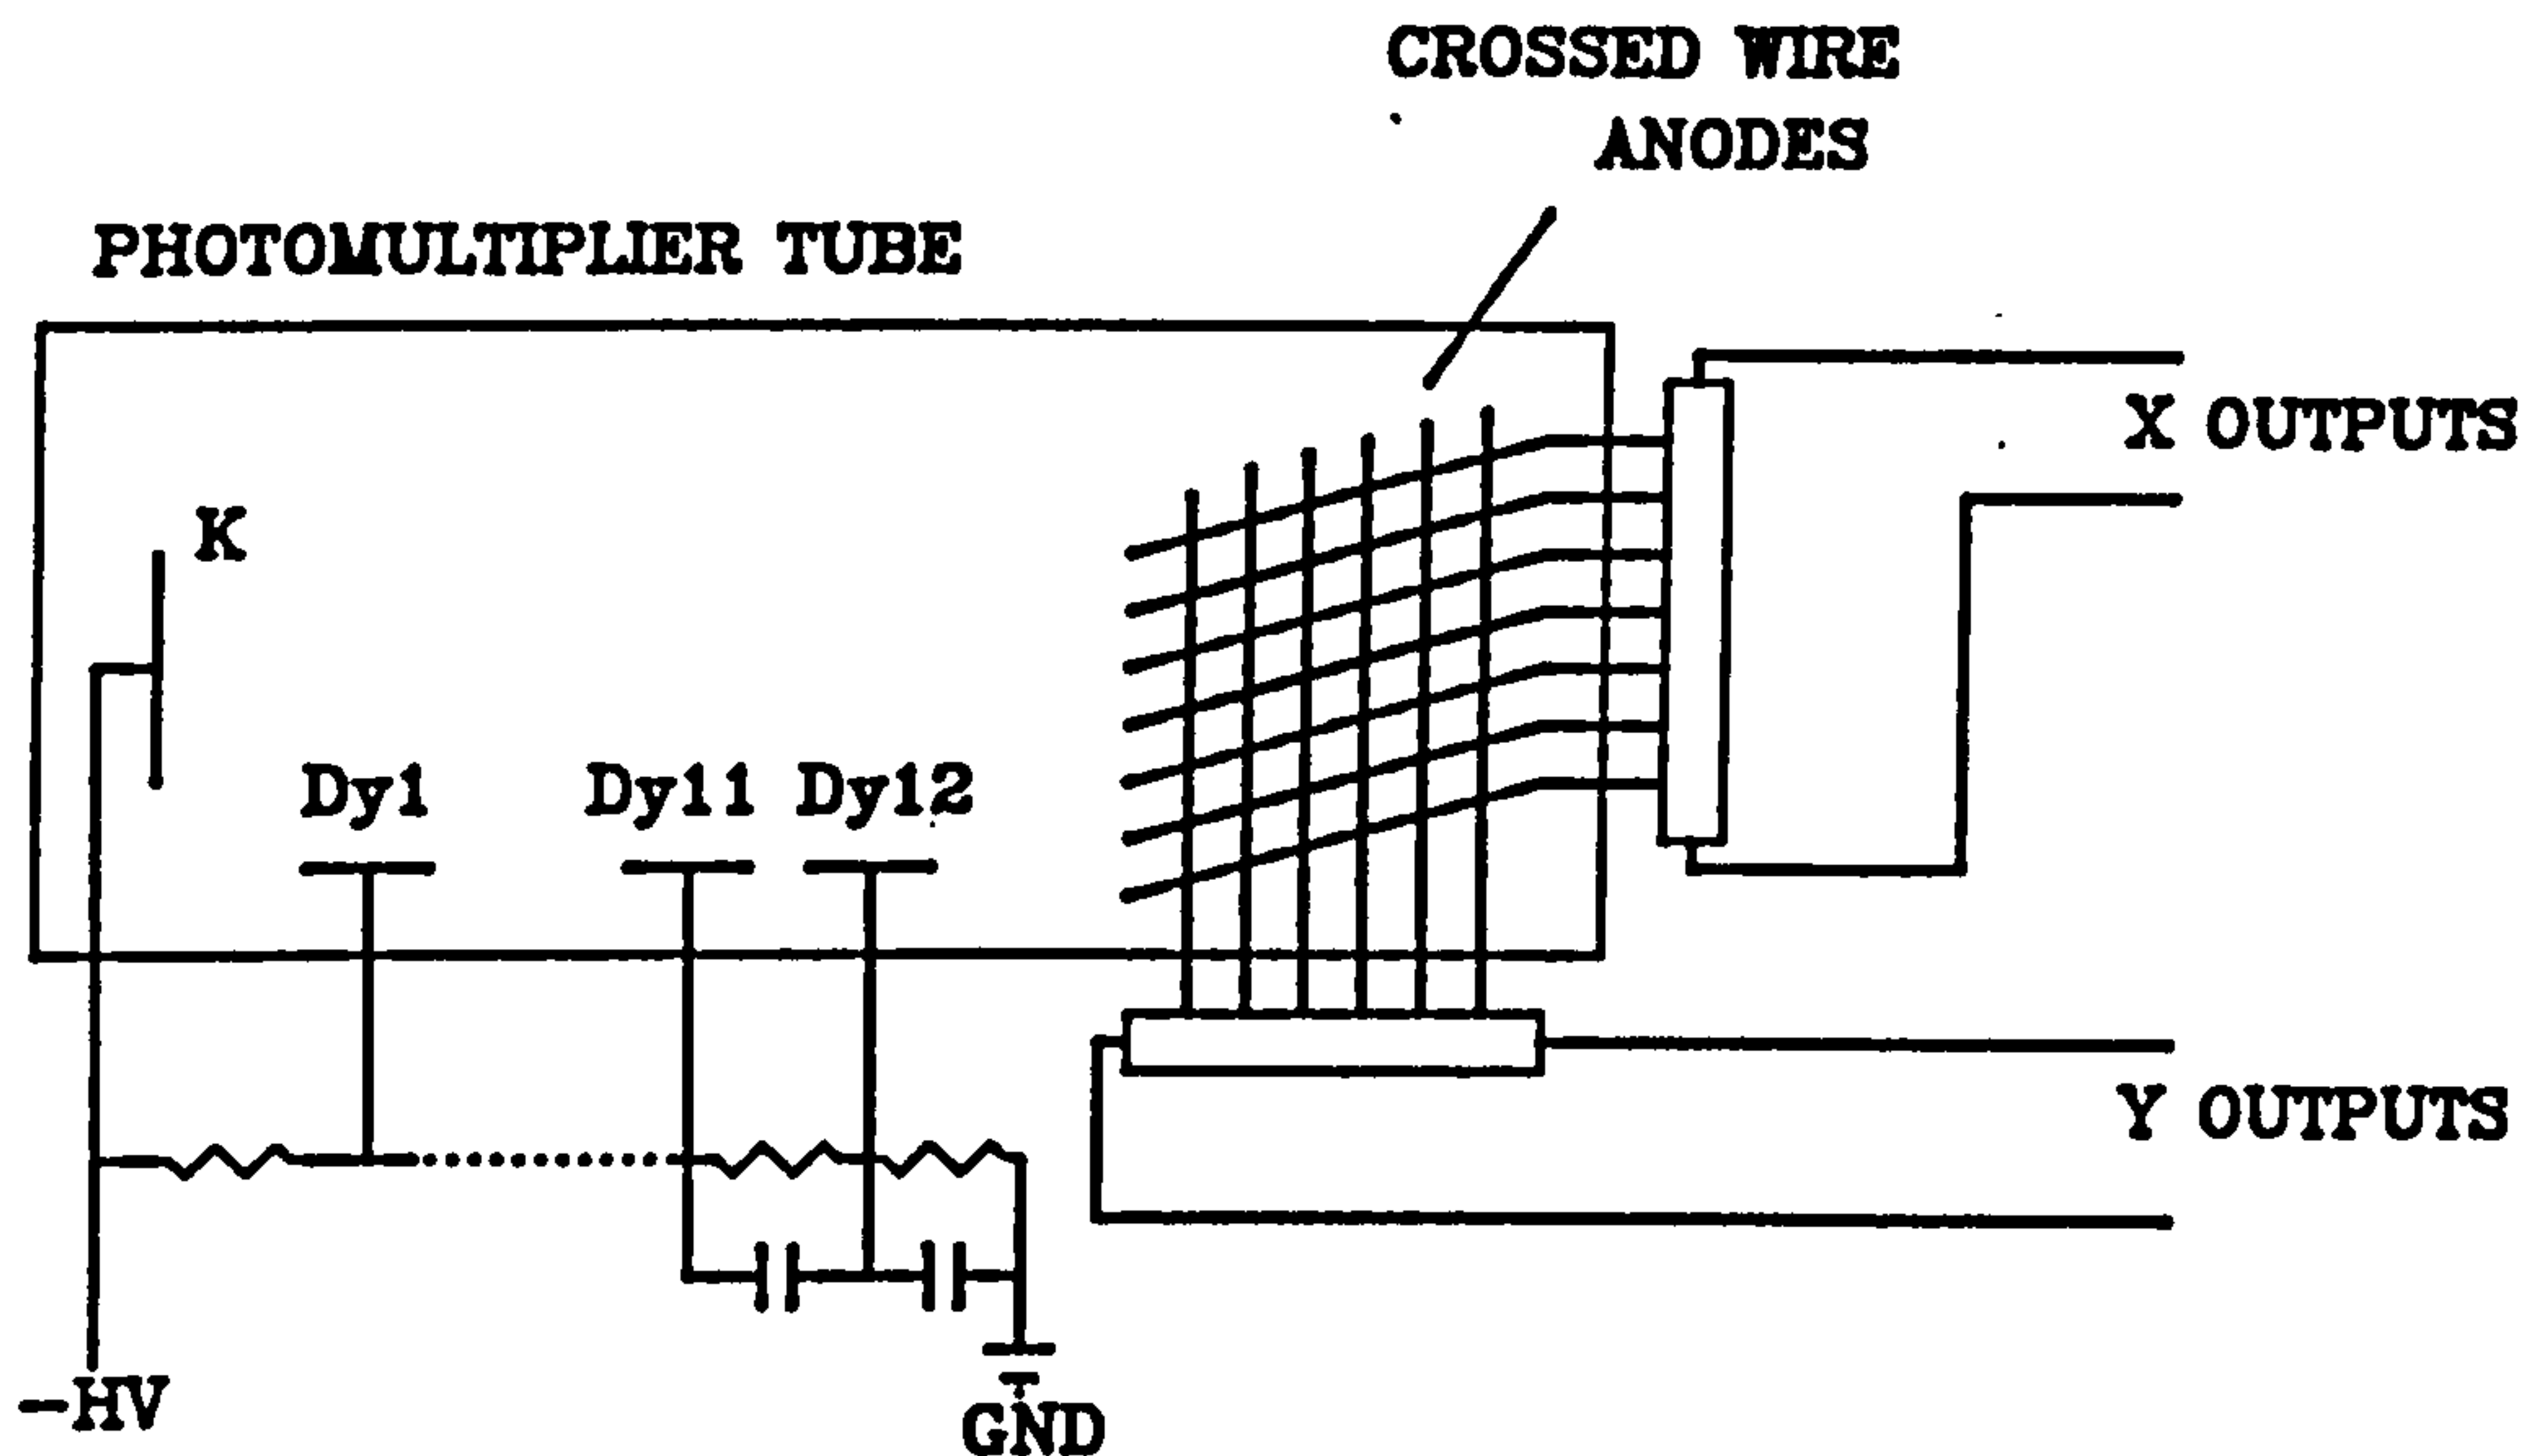 CROSSED WIRE
ANODES
PHOTOMULTIPLIER TUBE
X OUTPUTS
K
Dy1
Dy11
Dy12
Y OUTPUTS
-HV
GND